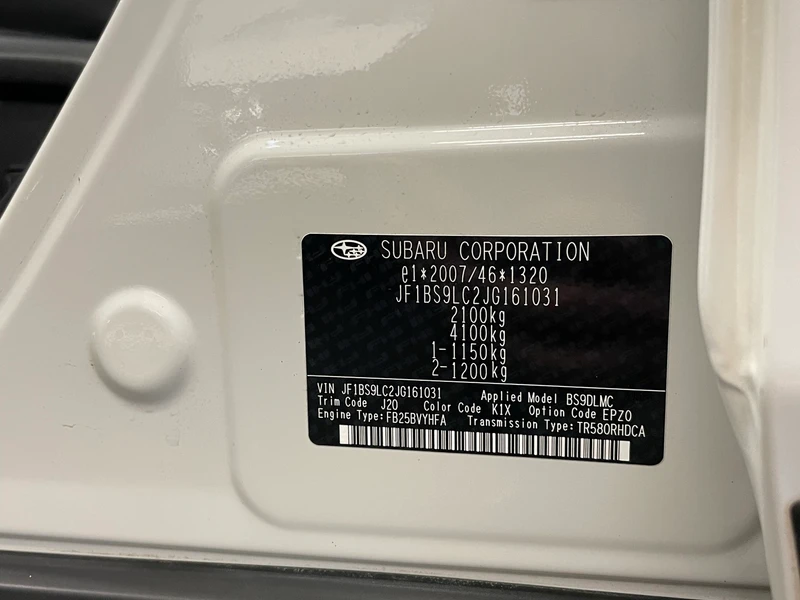 SUBARU CORPORATION
e1*2007/46*1320
JF1BS9LC2JG161031
2100kg
4100kg
1-1150kg
2-1200kg
VIN JF1BS9LC2JG161031 Applied Model BS9DLMC
Trim Code J20 Color Code K1X Option Code EPZ0
Engine Type:FB25BVYHFA Transmission Type:TR580RHDCA